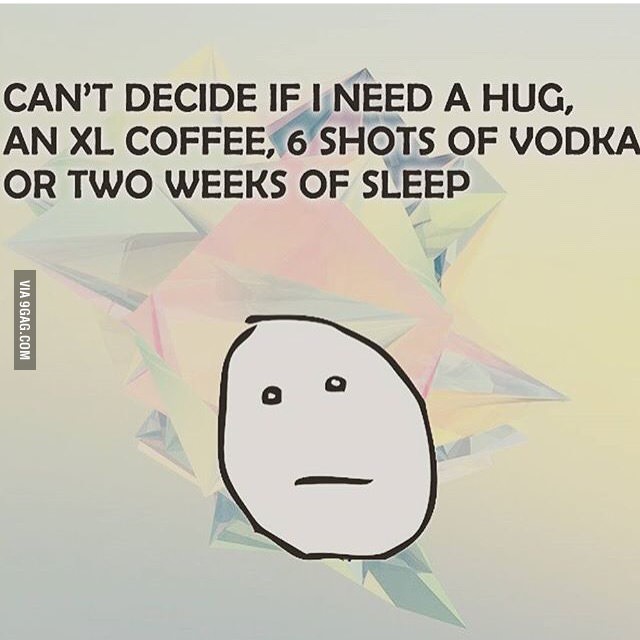 CAN'T DECIDE IF I NEED A HUG,
AN XL COFFEE, 6 SHOTS OF VODKA
OR TWO WEEKS OF SLEEP
VIA 9GAG.COM